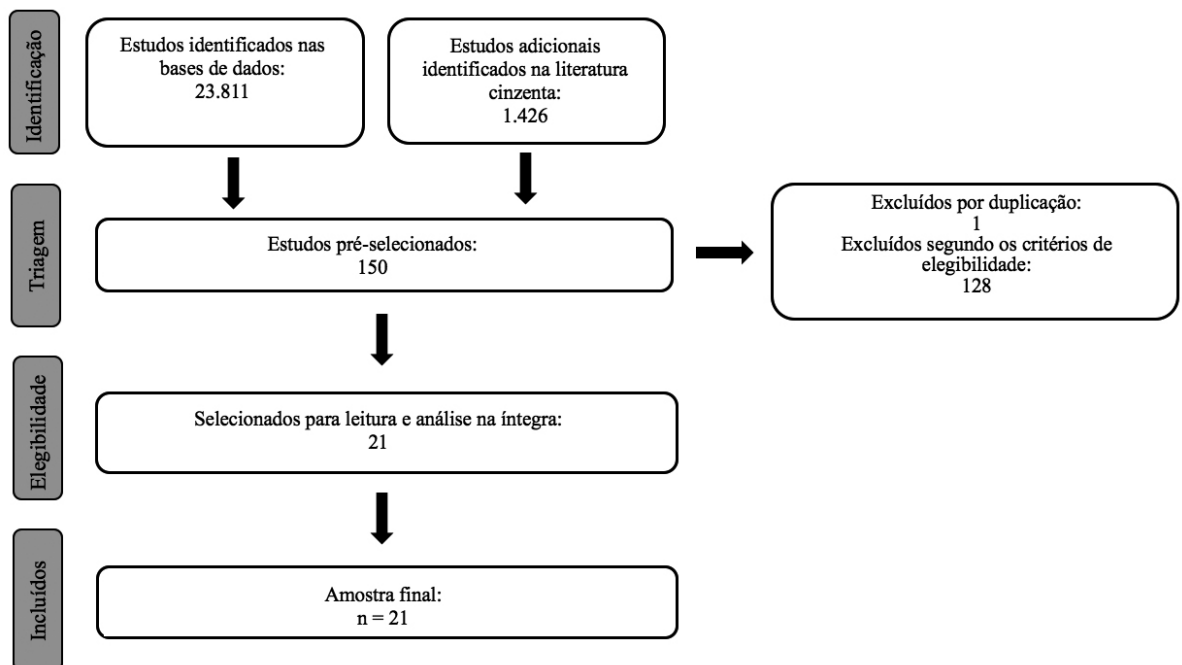 Identificação
Estudos identificados nas
bases de dados:
23.811
Estudos adicionais
identificados na literatura
cinzenta:
1.426
Triagem
Estudos pré-selecionados:
150
Excluídos por duplicação:
1
Excluídos segundo os critérios de
elegibilidade:
128
Elegibilidade
Selecionados para leitura e análise na íntegra:
21
Incluídos
Amostra final:
n = 21